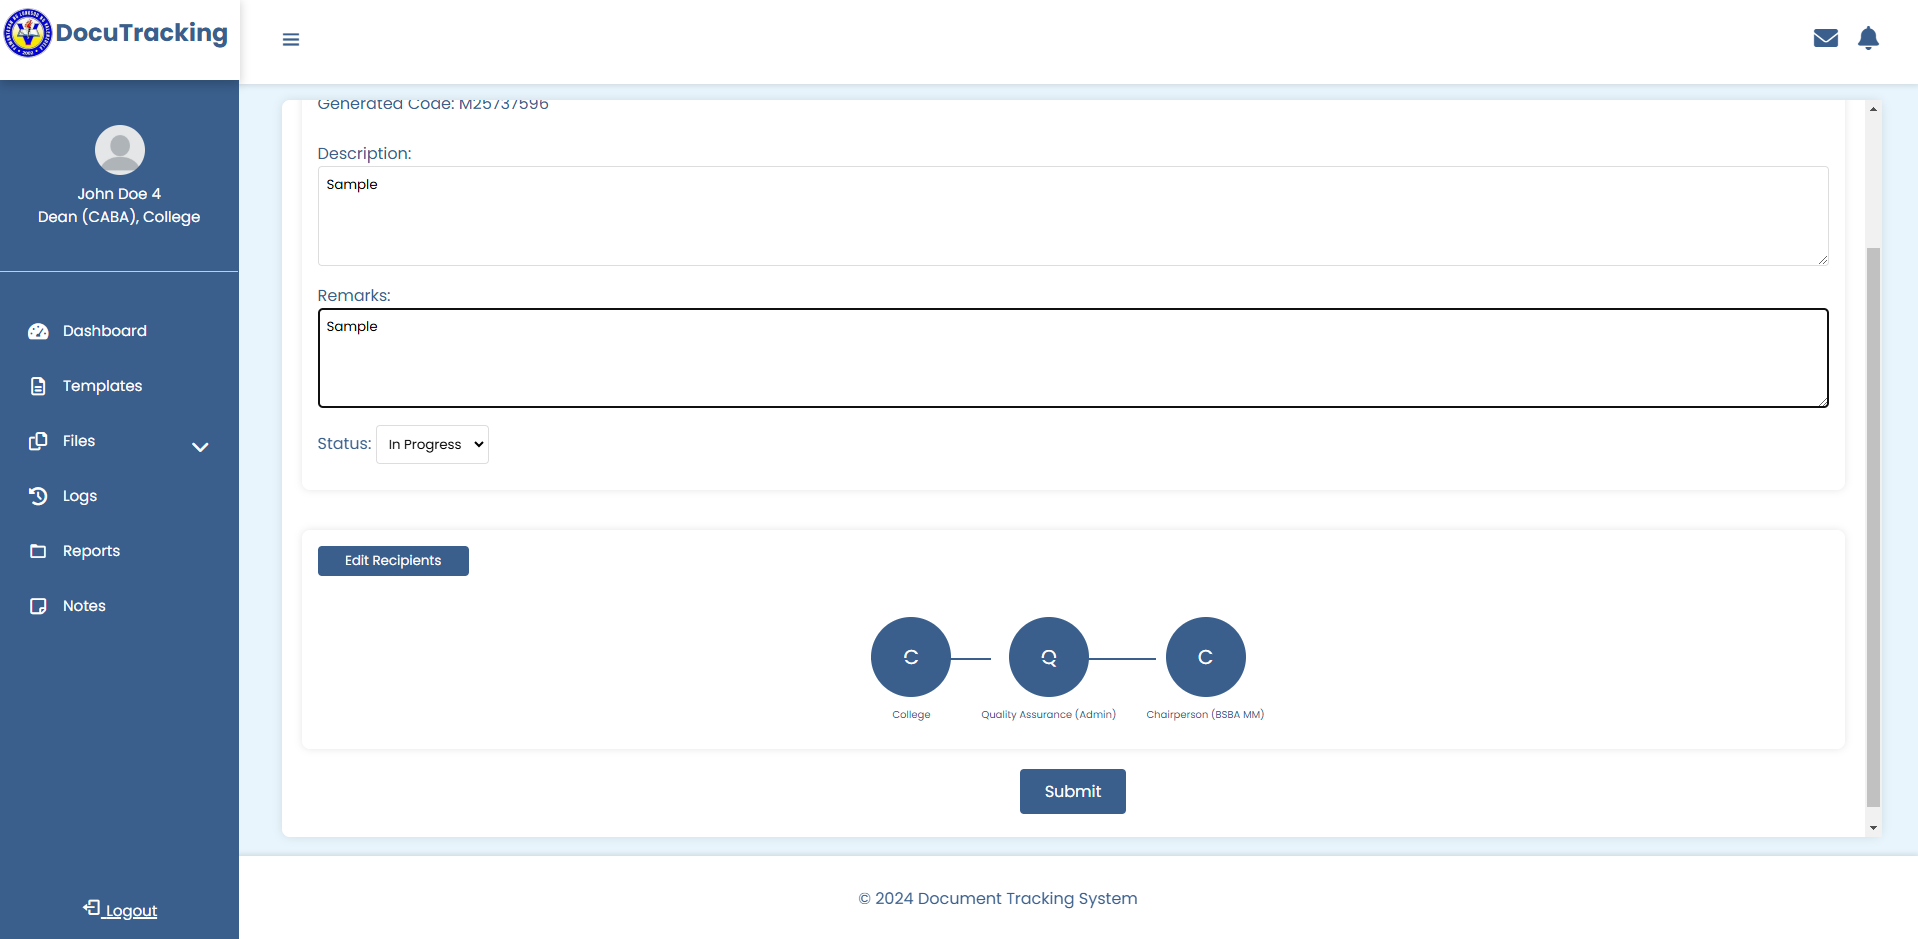 DocuTracking
John Doe 4
Dean (CABA), College
Dashboard
Templates
Files
Logs
Reports
Notes
Logout
Generated Code: M25737596
Description:
Sample
Remarks:
Sample
Status: In Progress
Edit Recipients
C Q C
College Quality Assurance (Admin) Chairperson (BSBA MM)
Submit
© 2024 Document Tracking System